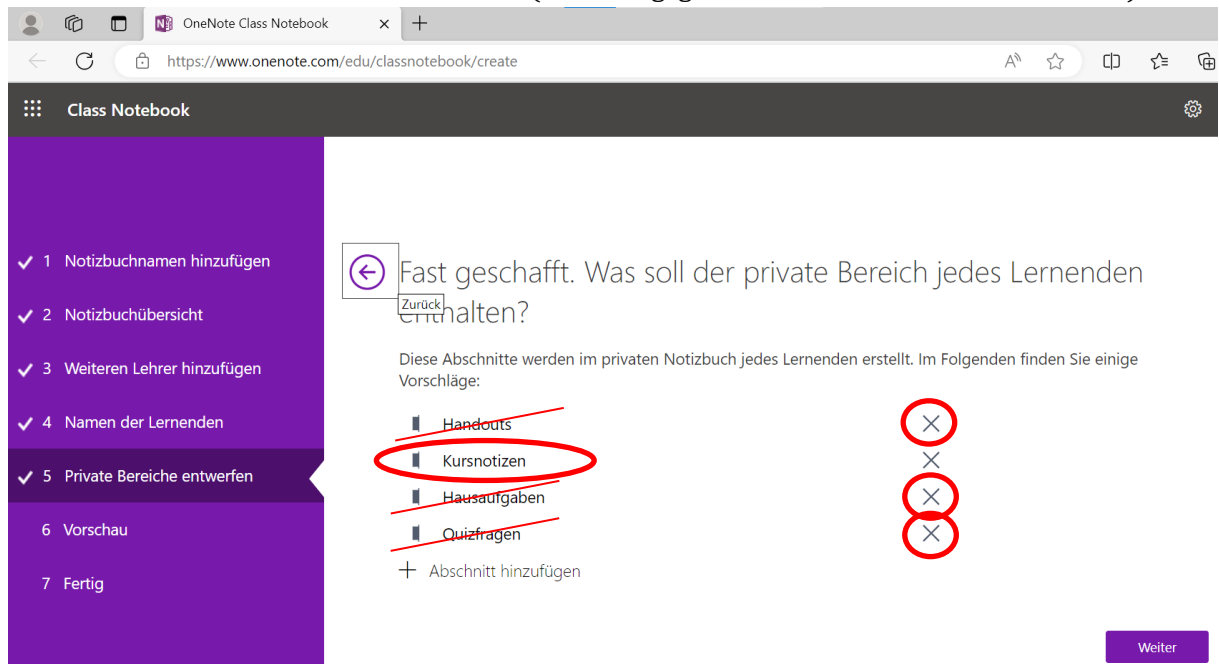 OneNote Class Notebook
https://www.onenote.com/edu/classnotebook/create
Class Notebook
1 Notizbuchnamen hinzufügen
2 Notizbuchübersicht
3 Weiteren Lehrer hinzufügen
4 Namen der Lernenden
5 Private Bereiche entwerfen
6 Vorschau
7 Fertig
Fast geschafft. Was soll der private Bereich jedes Lernenden
enthalten?
Zurück
Diese Abschnitte werden im privaten Notizbuch jedes Lernenden erstellt. Im Folgenden finden Sie einige
Vorschläge:
Handouts
Kursnotizen
Hausaufgaben
Quizfragen
Abschnitt hinzufügen
Weiter